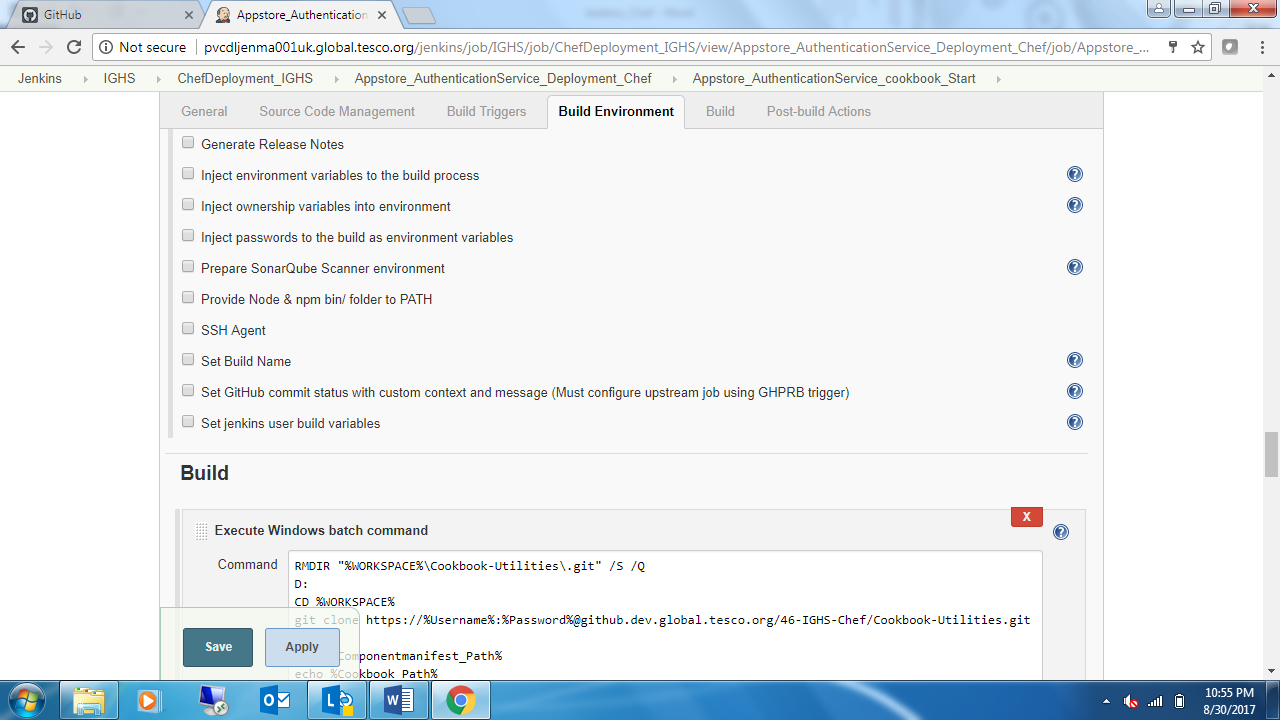 GitHub
Appstore_Authentication
Not secure
pvcdljenma001uk.global.tesco.org/jenkins/job/IGHS/job/ChefDeployment_IGHS/view/Appstore_AuthenticationService_Deployment_Chef/job/Appstore_...
Jenkins IGHS ChefDeployment_IGHS Appstore_AuthenticationService_Deployment_Chef Appstore_AuthenticationService_cookbook_Start
General Source Code Management Build Triggers Build Environment Build Post-build Actions
Generate Release Notes
Inject environment variables to the build process
Inject ownership variables into environment
Inject passwords to the build as environment variables
Prepare SonarQube Scanner environment
Provide Node & npm bin/ folder to PATH
SSH Agent
Set Build Name
Set GitHub commit status with custom context and message (Must configure upstream job using GHPRB trigger)
Set jenkins user build variables
Build
Execute Windows batch command
X
Command
RMDIR "%WORKSPACE%\Cookbook-Utilities\.git" /S /Q
D:
CD %WORKSPACE%
git clone https://%Username%:%Password%@github.dev.global.tesco.org/46-IGHS-Chef/Cookbook-Utilities.git
omponentmanifest_Path%
echo %Cookbook_Path%
Save
Apply
10:55 PM
8/30/2017